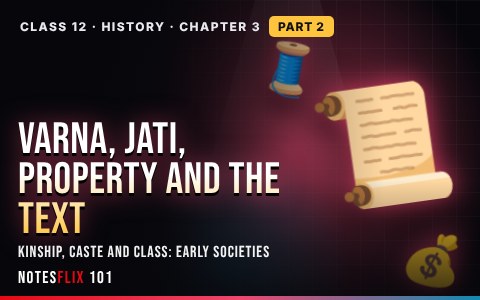 CLASS 12 · HISTORY · CHAPTER 3 PART 2
VARNA, JATI,
PROPERTY AND THE
TEXT
KINSHIP, CASTE AND CLASS: EARLY SOCIETIES
NOTESFLIX 101
$